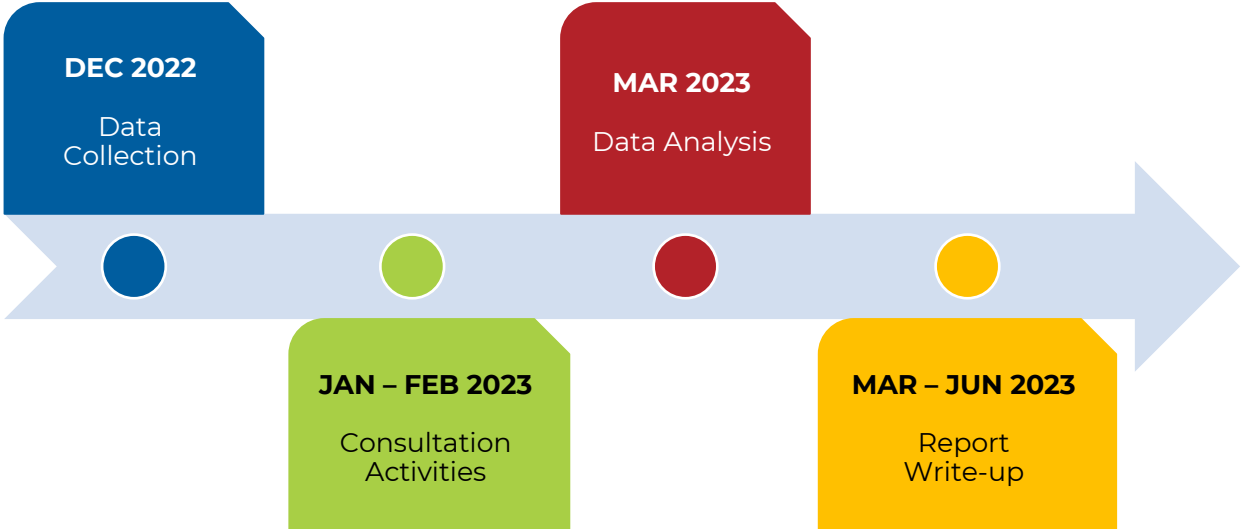 DEC 2022
Data
Collection
JAN – FEB 2023
Consultation
Activities
MAR 2023
Data Analysis
MAR – JUN 2023
Report
Write-up